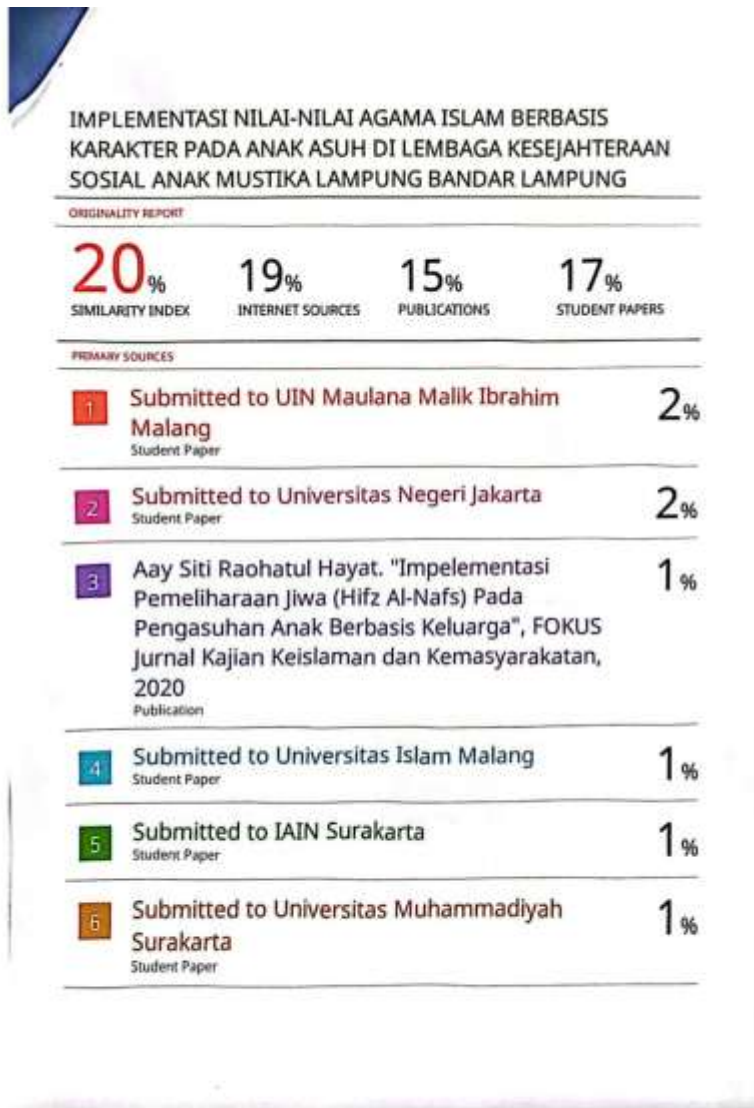 IMPLEMENTASI NILAI-NILAI AGAMA ISLAM BERBASIS
KARAKTER PADA ANAK ASUH DI LEMBAGA KESEJAHTERAAN
SOSIAL ANAK MUSTIKA LAMPUNG BANDAR LAMPUNG
ORIGINALITY REPORT
20% 19% 15% 17%
SIMILARITY INDEX INTERNET SOURCES PUBLICATIONS STUDENT PAPERS
PRIMARY SOURCES
1 Submitted to UIN Maulana Malik Ibrahim 2%
Malang
Student Paper
2 Submitted to Universitas Negeri Jakarta 2%
Student Paper
3 Aay Siti Raohatul Hayat. "Impelementasi 1%
Pemeliharaan Jiwa (Hifz Al-Nafs) Pada
Pengasuhan Anak Berbasis Keluarga", FOKUS
Jurnal Kajian Keislaman dan Kemasyarakatan,
2020
Publication
4 Submitted to Universitas Islam Malang 1%
Student Paper
5 Submitted to IAIN Surakarta 1%
Student Paper
6 Submitted to Universitas Muhammadiyah 1%
Surakarta
Student Paper